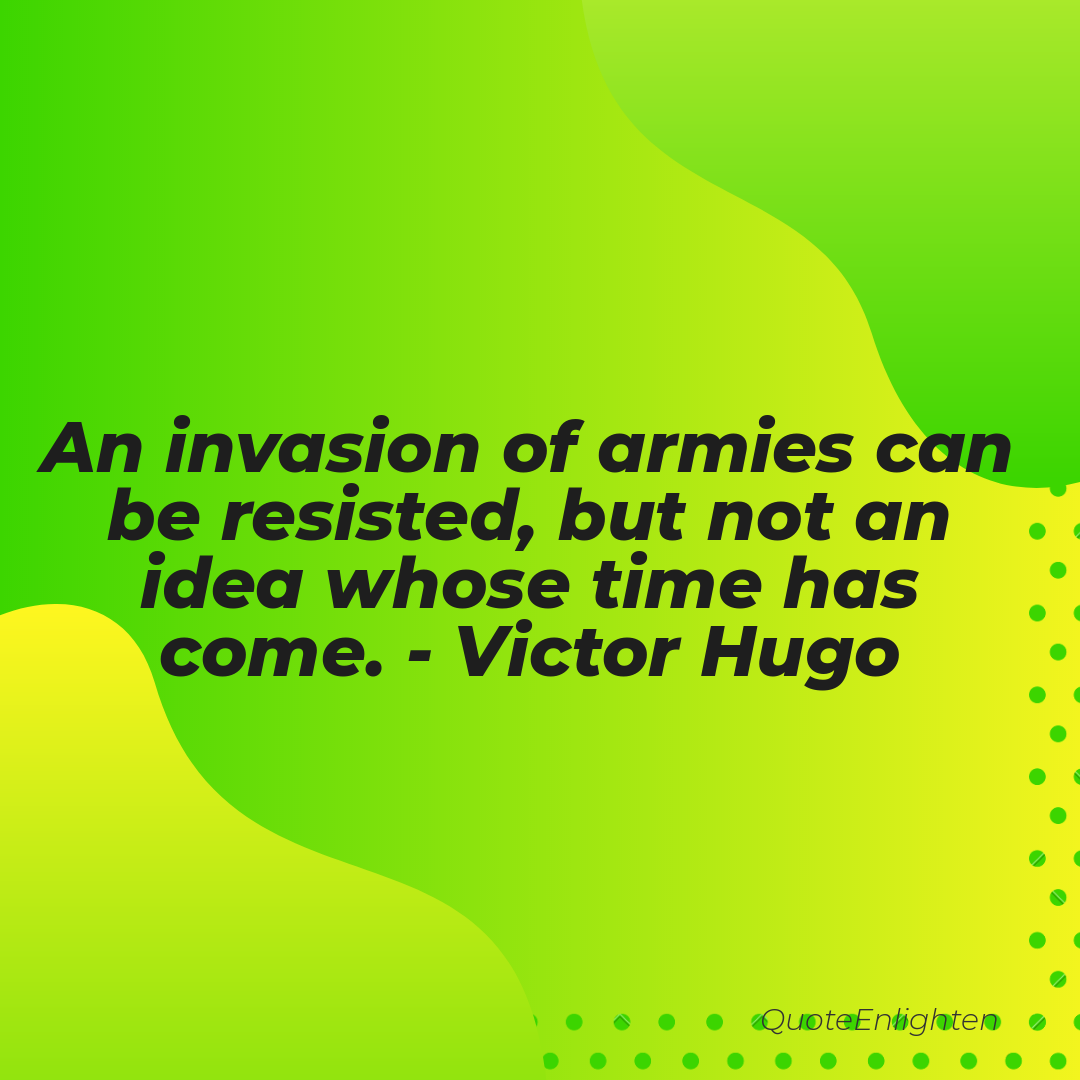 An invasion of armies can
be resisted, but not an
idea whose time has
come. - Victor Hugo
QuoteEnlighten